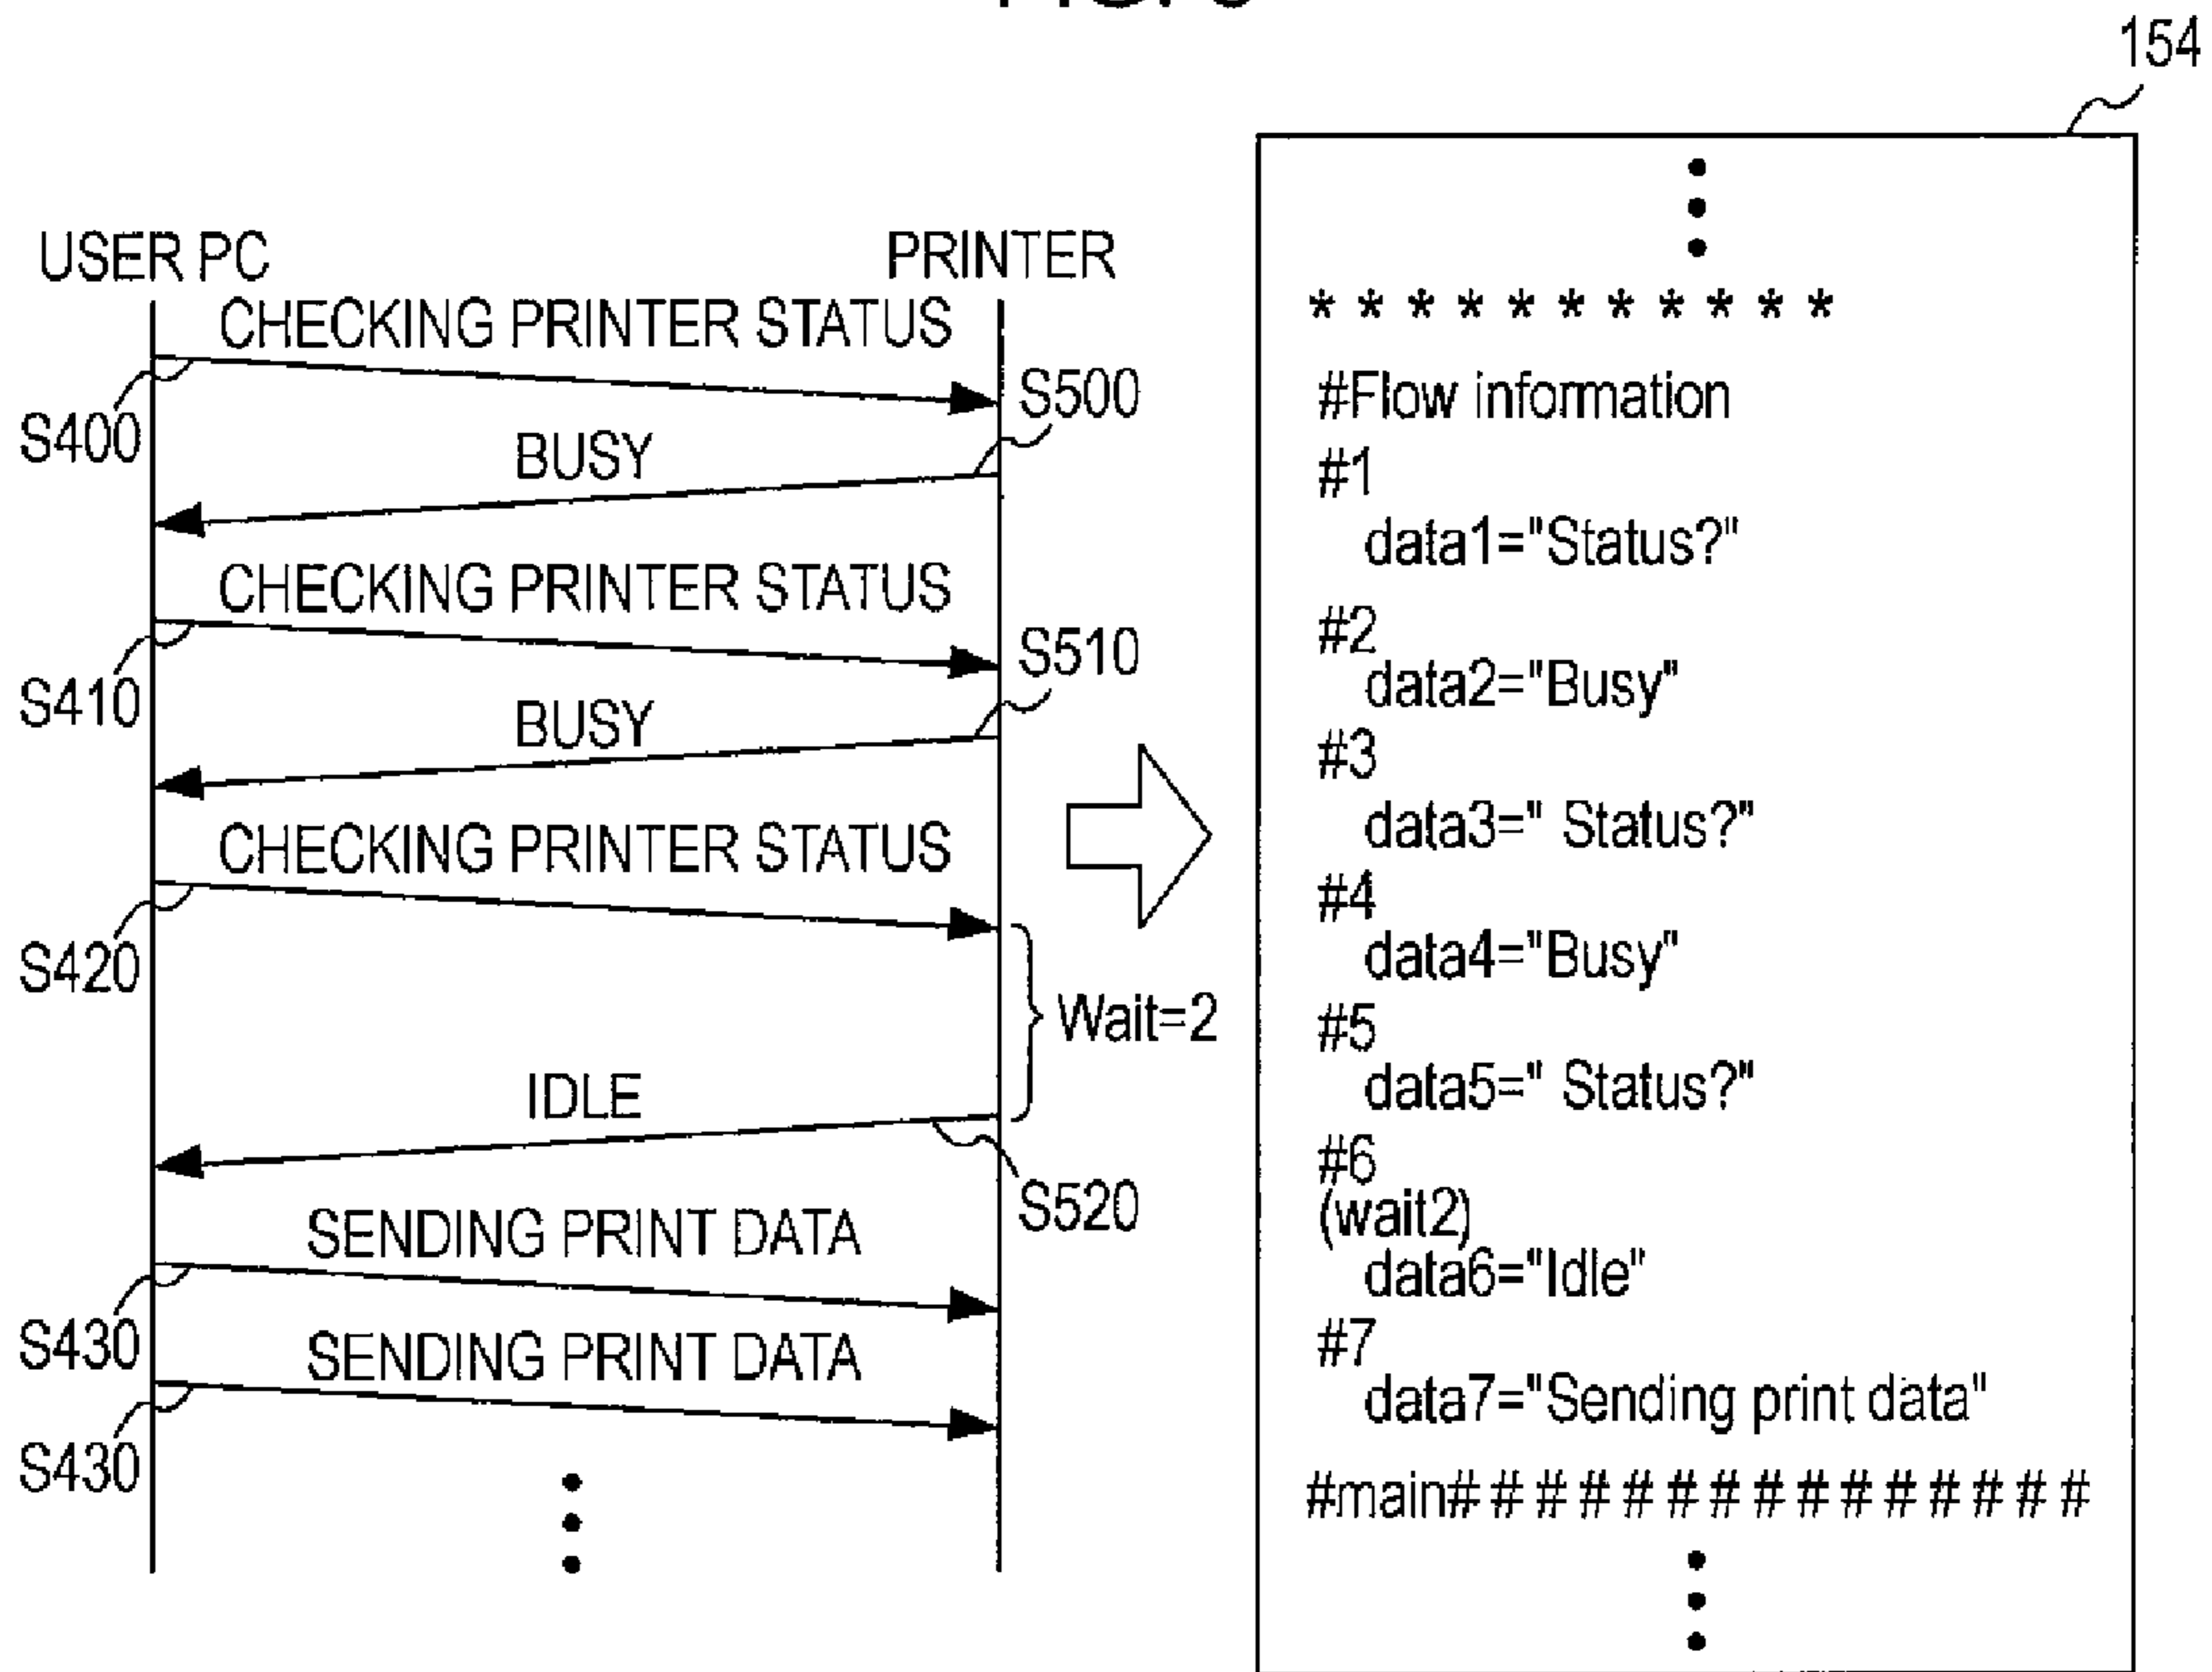 154
USER PC
PRINTER
CHECKING PRINTER STATUS
S400
S500
BUSY
CHECKING PRINTER STATUS
S410
S510
BUSY
CHECKING PRINTER STATUS
S420
Wait=2
IDLE
S520
SENDING PRINT DATA
S430
SENDING PRINT DATA
S430
* * * * * * * * * * *
#Flow information
#1
data1="Status?"
#2
data2="Busy"
#3
data3=" Status?"
#4
data4="Busy"
#5
data5=" Status?"
#6
(wait2)
data6="Idle"
#7
data7="Sending print data"
#main# # # # # # # # # # # # # # #